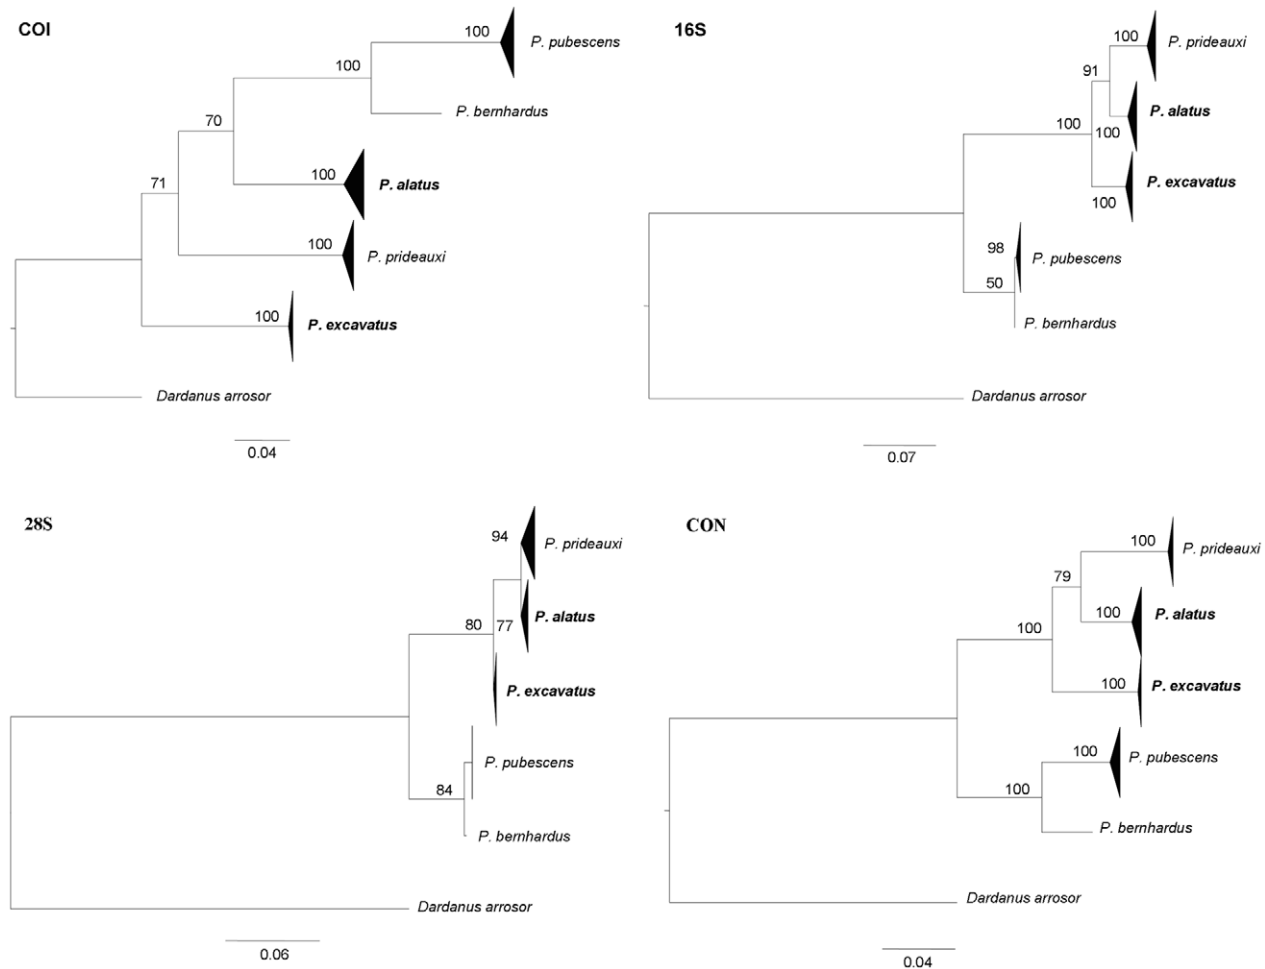 COI
100
P. pubescens
100
P. bernhardus
70
100
P. alatus
71
100
P. prideauxi
100
P. excavatus
Dardanus arrosor
0.04
16S
100
P. prideauxi
91
P. alatus
100
100
P. excavatus
100
98
P. pubescens
50
P. bernhardus
Dardanus arrosor
0.07
28S
94
P. prideauxi
P. alatus
80
77
P. excavatus
P. pubescens
84
P. bernhardus
Dardanus arrosor
0.06
CON
100
P. prideauxi
79
100
P. alatus
100
100
P. excavatus
100
P. pubescens
100
P. bernhardus
Dardanus arrosor
0.04